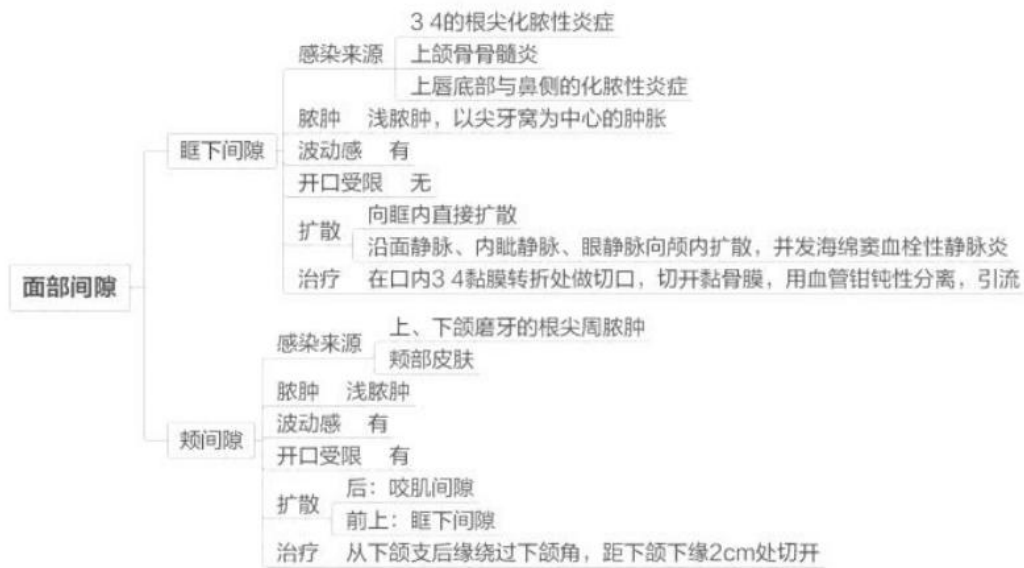 面部间隙
眶下间隙
感染来源
3 4的根尖化脓性炎症
上颌骨骨髓炎
上唇底部与鼻侧的化脓性炎症
脓肿 浅脓肿，以尖牙窝为中心的肿胀
波动感 有
开口受限 无
扩散
向眶内直接扩散
沿面静脉、内眦静脉、眼静脉向颅内扩散，并发海绵窦血栓性静脉炎
治疗 在口内3 4黏膜转折处做切口，切开黏骨膜，用血管钳钝性分离，引流
颊间隙
感染来源
上、下颌磨牙的根尖周脓肿
颊部皮肤
脓肿 浅脓肿
波动感 有
开口受限 有
扩散
后：咬肌间隙
前上：眶下间隙
治疗 从下颌支后缘绕过下颌角，距下颌下缘2cm处切开